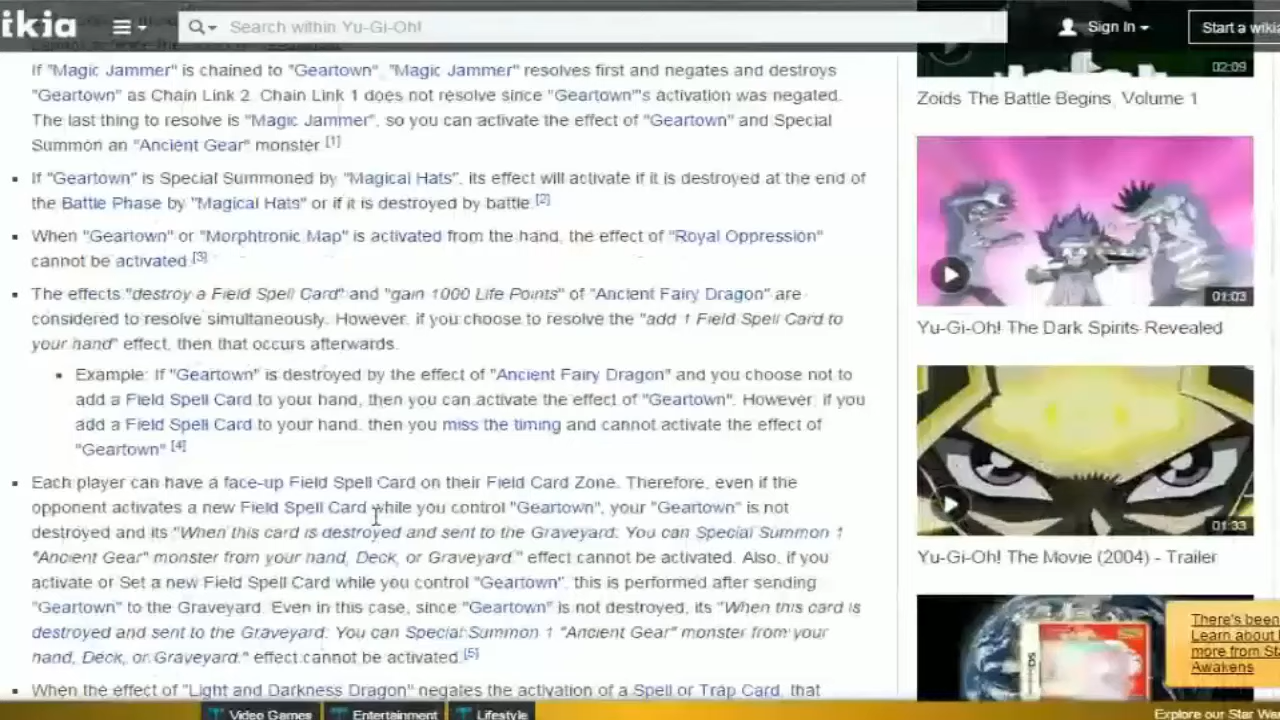 ikia
Search within Yu-Gi-Oh!
Sign In
Start a wikia
If "Magic Jammer" is chained to "Geartown", "Magic Jammer" resolves first and negates and destroys
"Geartown" as Chain Link 2. Chain Link 1 does not resolve since "Geartown"'s activation was negated.
The last thing to resolve is "Magic Jammer", so you can activate the effect of "Geartown" and Special
Summon an "Ancient Gear" monster.[1]
If "Geartown" is Special Summoned by "Magical Hats", its effect will activate if it is destroyed at the end of
the Battle Phase by "Magical Hats" or if it is destroyed by battle.[2]
When "Geartown" or "Morphtronic Map" is activated from the hand, the effect of "Royal Oppression"
cannot be activated.[3]
The effects "destroy a Field Spell Card" and "gain 1000 Life Points" of "Ancient Fairy Dragon" are
considered to resolve simultaneously. However, if you choose to resolve the "add 1 Field Spell Card to
your hand" effect, then that occurs afterwards.
Example: If "Geartown" is destroyed by the effect of "Ancient Fairy Dragon" and you choose not to
add a Field Spell Card to your hand, then you can activate the effect of "Geartown". However, if you
add a Field Spell Card to your hand, then you miss the timing and cannot activate the effect of
"Geartown".[4]
Each player can have a face-up Field Spell Card on their Field Card Zone. Therefore, even if the
opponent activates a new Field Spell Card while you control "Geartown", your "Geartown" is not
destroyed and its "When this card is destroyed and sent to the Graveyard: You can Special Summon 1
"Ancient Gear" monster from your hand, Deck, or Graveyard." effect cannot be activated. Also, if you
activate or Set a new Field Spell Card while you control "Geartown", this is performed after sending
"Geartown" to the Graveyard. Even in this case, since "Geartown" is not destroyed, its "When this card is
destroyed and sent to the Graveyard: You can Special Summon 1 "Ancient Gear" monster from your
hand, Deck, or Graveyard." effect cannot be activated.[5]
When the effect of "Light and Darkness Dragon" negates the activation of a Spell or Trap Card, that
02:09
Zoids The Battle Begins, Volume 1
01:03
Yu-Gi-Oh! The Dark Spirits Revealed
01:33
Yu-Gi-Oh! The Movie (2004) - Trailer
There's been
Learn about
more from Sta
Awakens
Video Games
Entertainment
Lifestyle
Explore our Star Wa